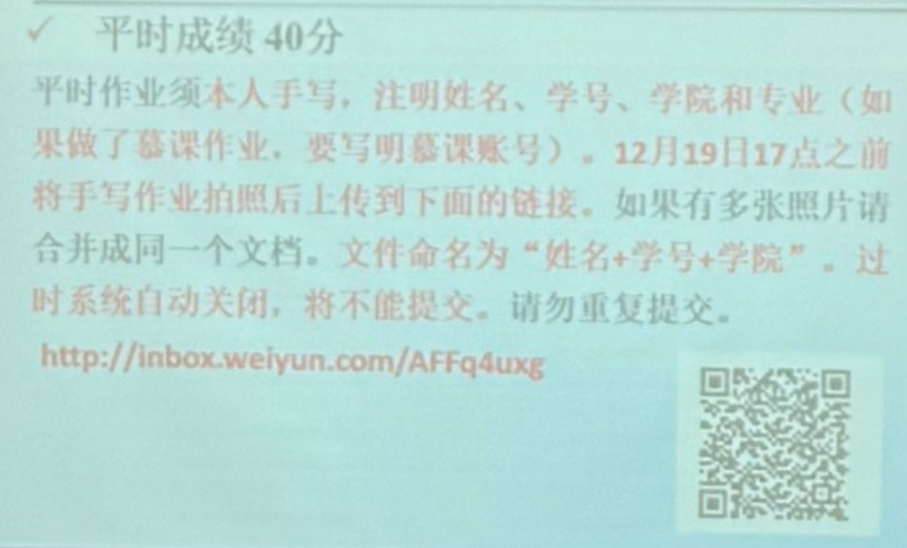 ✓ 平时成绩 40分
平时作业须本人手写，注明姓名、学号、学院和专业（如
果做了慕课作业，要写明慕课账号）。12月19日17点之前
将手写作业拍照后上传到下面的链接。如果有多张照片请
合并成同一个文档。文件命名为“姓名+学号+学院”。过
时系统自动关闭，将不能提交。请勿重复提交。
http://inbox.weiyun.com/AFFq4uxg